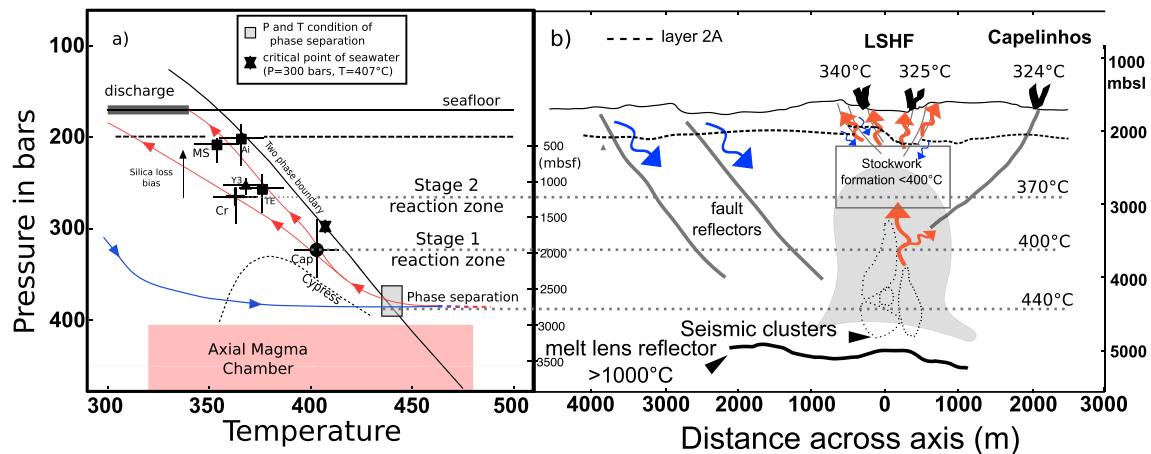 a)
P and T condition of
phase separation
critical point of seawater
(P=300 bars, T=407°C)
discharge
seafloor
MS
Ai
Two phase boundary
Silica loss
bias
Y3
TE
Cr
Stage 2
reaction zone
Stage 1
reaction zone
Cap
Cypress
Phase separation
Axial Magma
Chamber
100
200
300
400
Pressure in bars
300
350
400
450
500
Temperature
500
(mbsf)
1000
1500
2000
2500
2700
3000
3500
b)
layer 2A
LSHF
Capelinhos
340°C
325°C
324°C
1000
mbsl
2000
3000
4000
5000
Stockwork
formation <400°C
370°C
fault
reflectors
400°C
440°C
Seismic clusters
melt lens reflector
>1000°C
4000
3000
2000
1000
0
1000
2000
3000
Distance across axis (m)